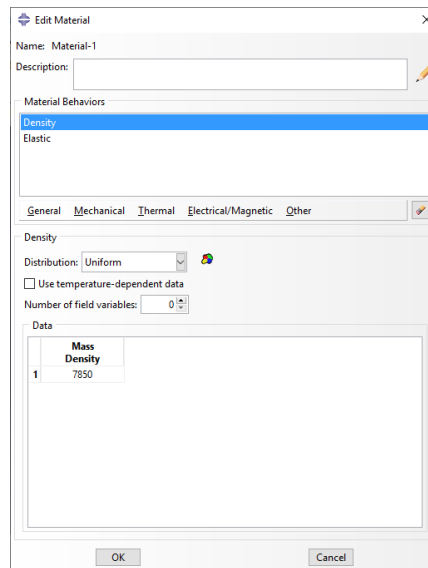 Edit Material
Name: Material-1
Description:
Material Behaviors
Density
Elastic
General Mechanical Thermal Electrical/Magnetic Other
Density
Distribution: Uniform
Use temperature-dependent data
Number of field variables: 0
Data
Mass
Density
1 7850
OK Cancel